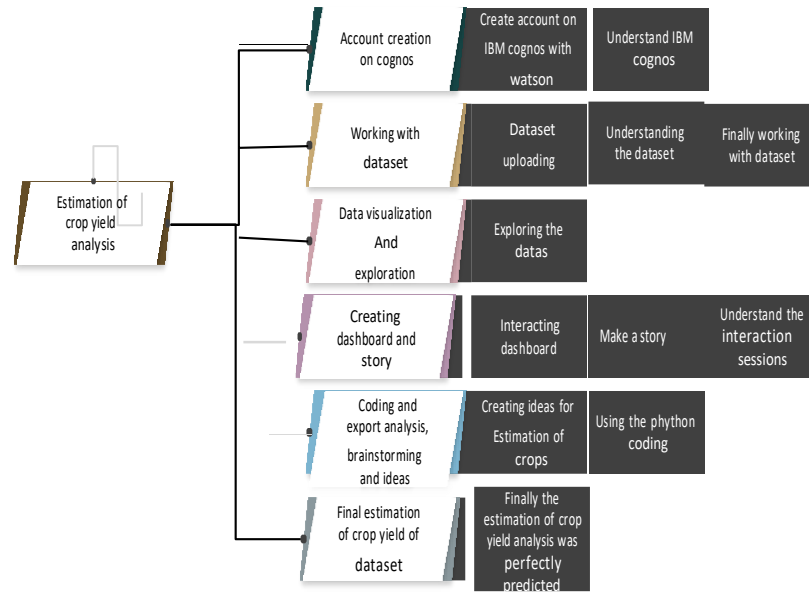 Estimation of
crop yield
analysis
Account creation
on cognos
Create account on
IBM cognos with
watson
Understand IBM
cognos
Working with
dataset
Dataset
uploading
Understanding
the dataset
Finally working
with dataset
Data visualization
And
exploration
Exploring the
datas
Creating
dashboard and
story
Interacting
dashboard
Make a story
Understand the
interaction
sessions
Coding and
export analysis,
brainstorming
and ideas
Creating ideas for
Estimation of
crops
Using the phython
coding
Final estimation
of crop yield of
dataset
Finally the
estimation of crop
yield analysis was
perfectly
predicted